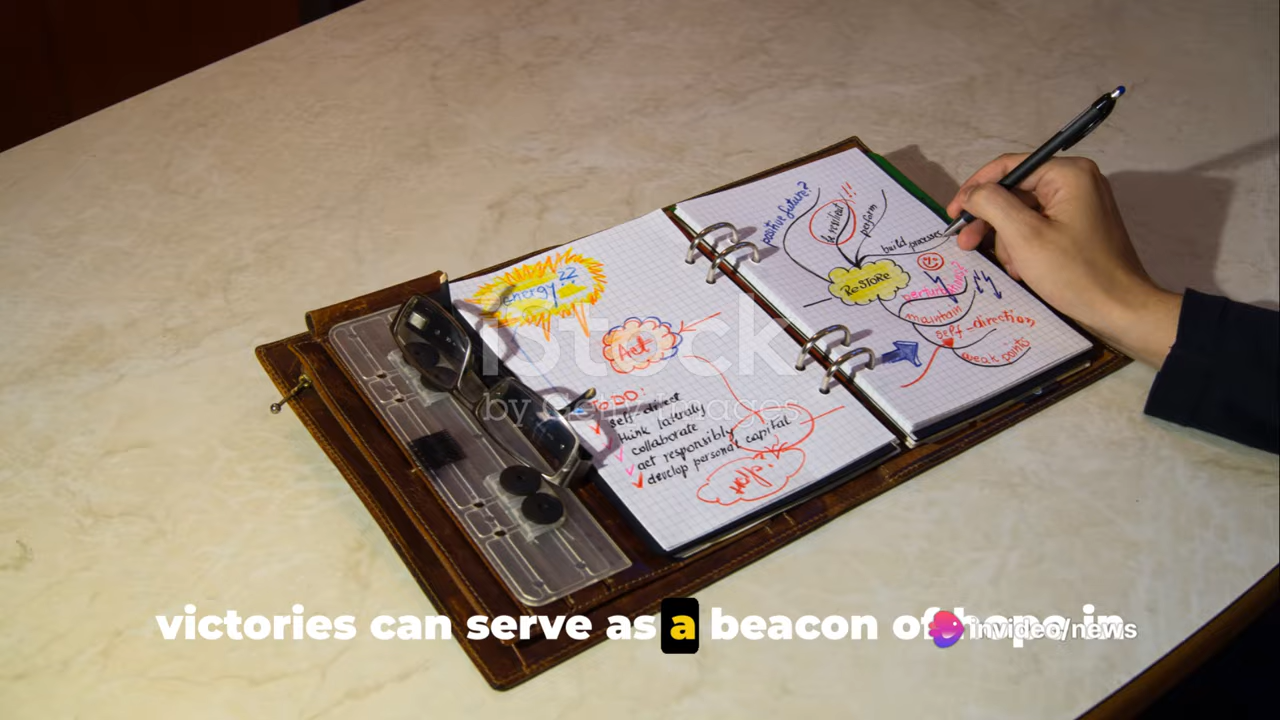 energy??
Act
TO DO:
self-direct
think laterally
collaborate
act responsibly
develop personal capital
positive future?
be resilient !!
perform
build processes
ReSTORe
maintain
self-direction
weak points
iStock
by Getty Images
victories can serve as a beacon of hope in
invideo/news